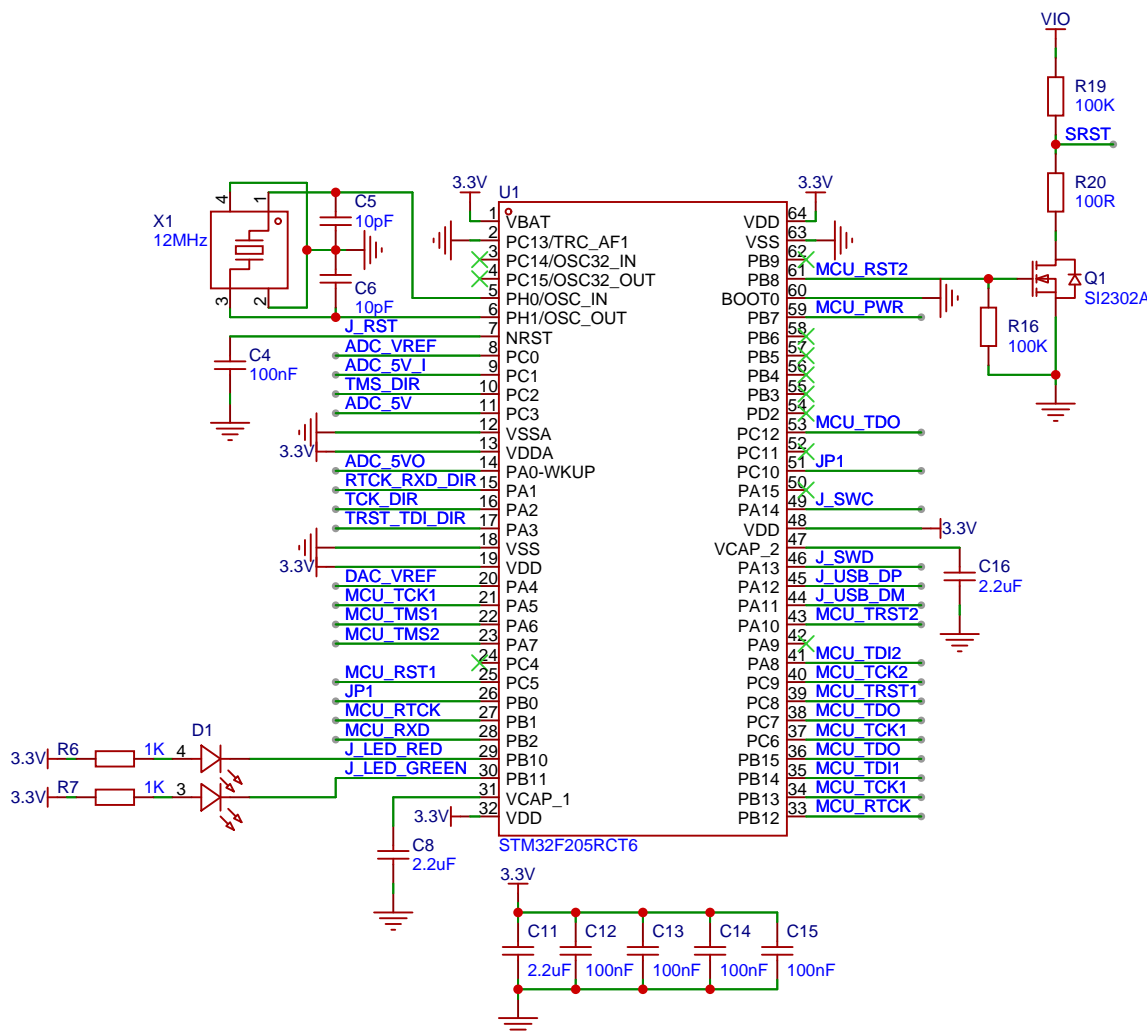 VIO
R19
100K
SRST
R20
100R
Q1
SI2302A
R16
100K
X1
12MHz
4
1
3
2
C5
10pF
C6
10pF
C4
100nF
3.3V
U1
3.3V
1 VBAT
2 PC13/TRC_AF1
3 PC14/OSC32_IN
4 PC15/OSC32_OUT
5 PH0/OSC_IN
6 PH1/OSC_OUT
J_RST 7 NRST
ADC_VREF 8 PC0
ADC_5V_I 9 PC1
TMS_DIR 10 PC2
ADC_5V 11 PC3
12 VSSA
3.3V 13 VDDA
ADC_5VO 14 PA0-WKUP
RTCK_RXD_DIR 15 PA1
TCK_DIR 16 PA2
TRST_TDI_DIR 17 PA3
18 VSS
3.3V 19 VDD
DAC_VREF 20 PA4
MCU_TCK1 21 PA5
MCU_TMS1 22 PA6
MCU_TMS2 23 PA7
24 PC4
MCU_RST1 25 PC5
JP1 26 PB0
MCU_RTCK 27 PB1
MCU_RXD 28 PB2
J_LED_RED 29 PB10
J_LED_GREEN 30 PB11
31 VCAP_1
3.3V 32 VDD
VDD 64
VSS 63
PB9 62
PB8 61 MCU_RST2
BOOT0 60
PB7 59 MCU_PWR
PB6 58
PB5 57
PB4 56
PB3 55
PD2 54
PC12 53 MCU_TDO
PC11 52
PC10 51 JP1
PA15 50
PA14 49 J_SWC
VDD 48 3.3V
VCAP_2 47
PA13 46 J_SWD
PA12 45 J_USB_DP
PA11 44 J_USB_DM
PA10 43 MCU_TRST2
PA9 42
PA8 41 MCU_TDI2
PC9 40 MCU_TCK2
PC8 39 MCU_TRST1
PC7 38 MCU_TDO
PC6 37 MCU_TCK1
PB15 36 MCU_TDO
PB14 35 MCU_TDI1
PB13 34 MCU_TCK1
PB12 33 MCU_RTCK
STM32F205RCT6
C16
2.2uF
D1
3.3V R6 1K 4
3.3V R7 1K 3
C8
2.2uF
3.3V
C11 C12 C13 C14 C15
2.2uF 100nF 100nF 100nF 100nF